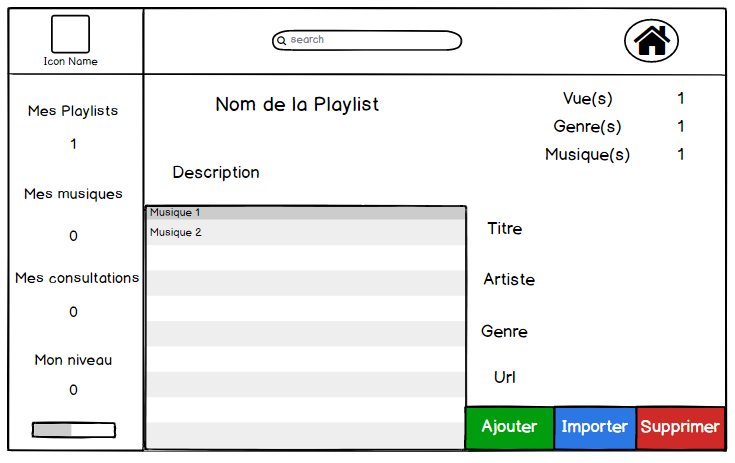 Icon Name
search
Mes Playlists
1
Mes musiques
0
Mes consultations
0
Mon niveau
0
Nom de la Playlist
Vue(s) 1
Genre(s) 1
Musique(s) 1
Description
Musique 1
Musique 2
Titre
Artiste
Genre
Url
Ajouter
Importer
Supprimer